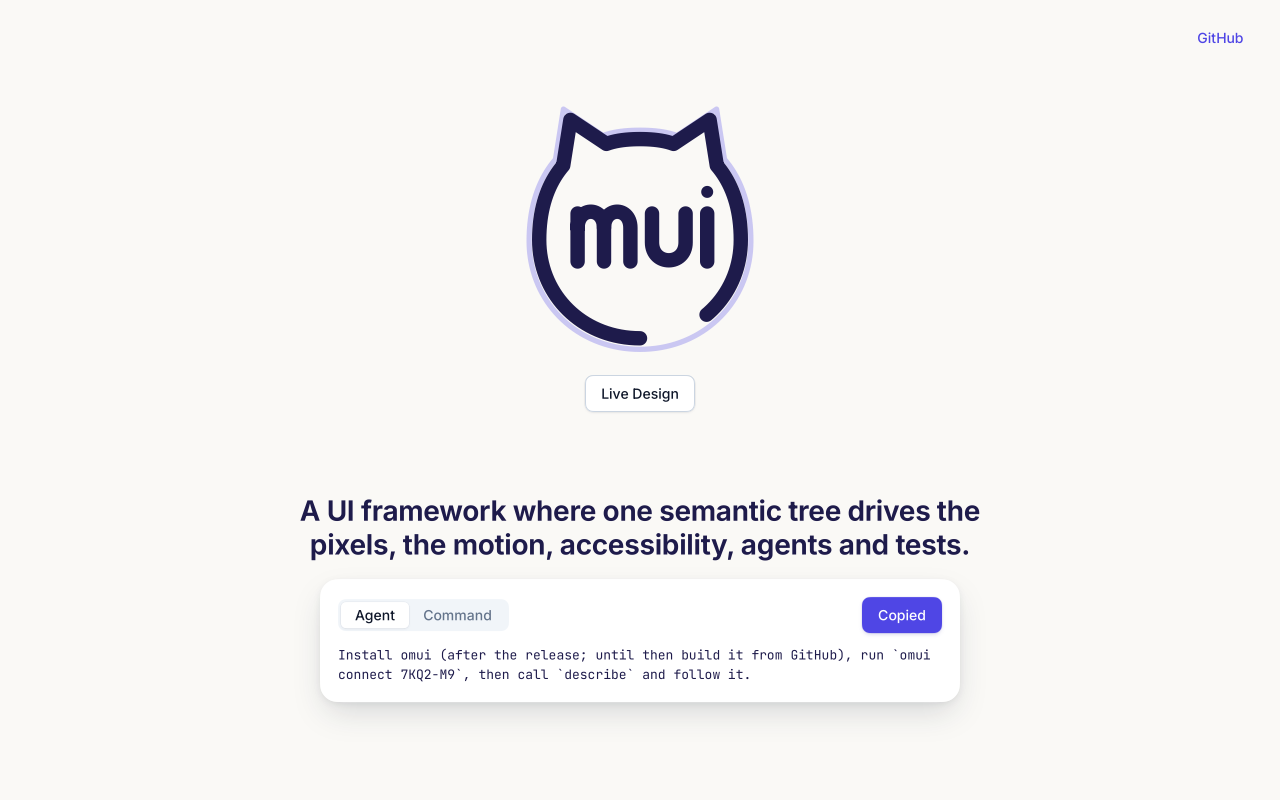 GitHub
mui
Live Design
A UI framework where one semantic tree drives the
pixels, the motion, accessibility, agents and tests.
Agent
Command
Copied
Install omui (after the release; until then build it from GitHub), run `omui
connect 7KQ2-M9`, then call `describe` and follow it.